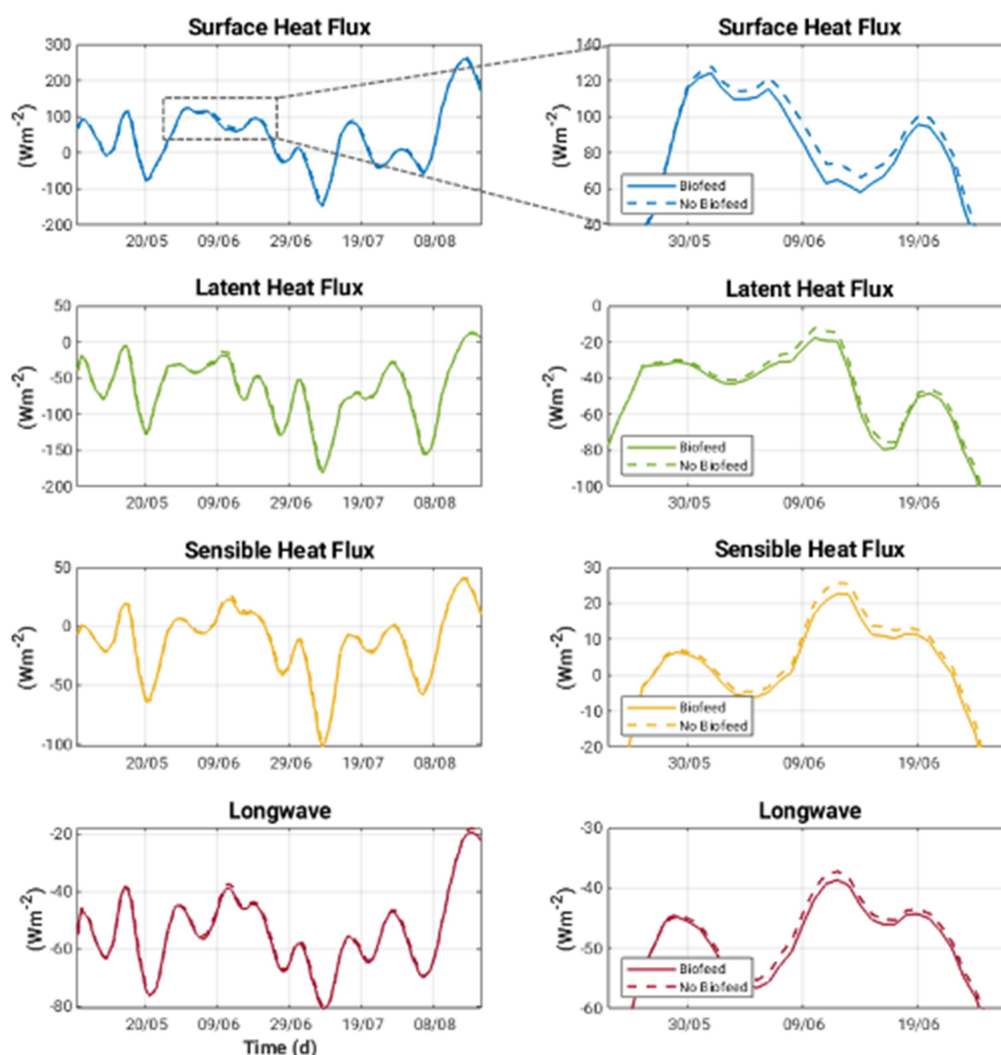 Surface Heat Flux
(Wm-2)
300
200
100
0
-100
-200
20/05 09/06 29/06 19/07 08/08
Surface Heat Flux
(Wm-2)
140
120
100
80
60
40
Biofeed
No Biofeed
30/05 09/06 19/06
Latent Heat Flux
(Wm-2)
50
0
-50
-100
-150
-200
20/05 09/06 29/06 19/07 08/08
Latent Heat Flux
(Wm-2)
0
-20
-40
-60
-80
-100
Biofeed
No Biofeed
30/05 09/06 19/06
Sensible Heat Flux
(Wm-2)
50
0
-50
-100
20/05 09/06 29/06 19/07 08/08
Sensible Heat Flux
(Wm-2)
30
20
10
0
-10
-20
Biofeed
No Biofeed
30/05 09/06 19/06
Longwave
(Wm-2)
-20
-40
-60
-80
20/05 09/06 29/06 19/07 08/08
Time (d)
Longwave
(Wm-2)
-30
-40
-50
-60
Biofeed
No Biofeed
30/05 09/06 19/06